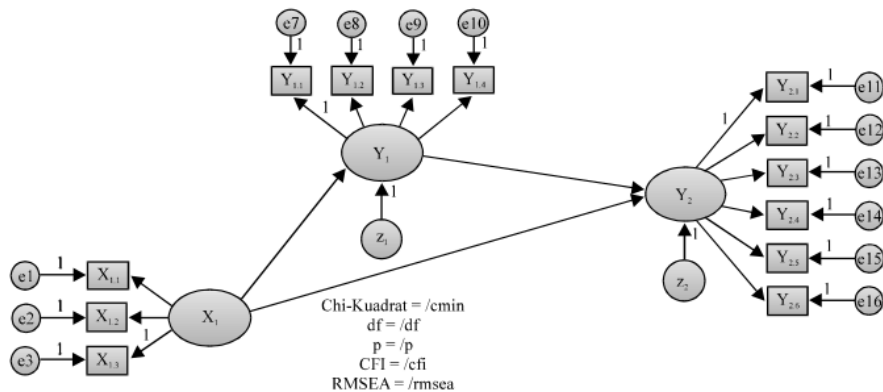 e7 e8 e9 e10
1 1 1 1
Y1.1 Y1.2 Y1.3 Y1.4
1
Y1
1
z1
Y2.1 1 e11
1
Y2.2 1 e12
Y2.3 1 e13
Y2
Y2.4 1 e14
1
Y2.5 1 e15
z2
Y2.6 1 e16
e1 1 X1.1
e2 1 X1.2
X1
1
e3 1 X1.3
Chi-Kuadrat = /cmin
df = /df
p = /p
CFI = /cfi
RMSEA = /rmsea